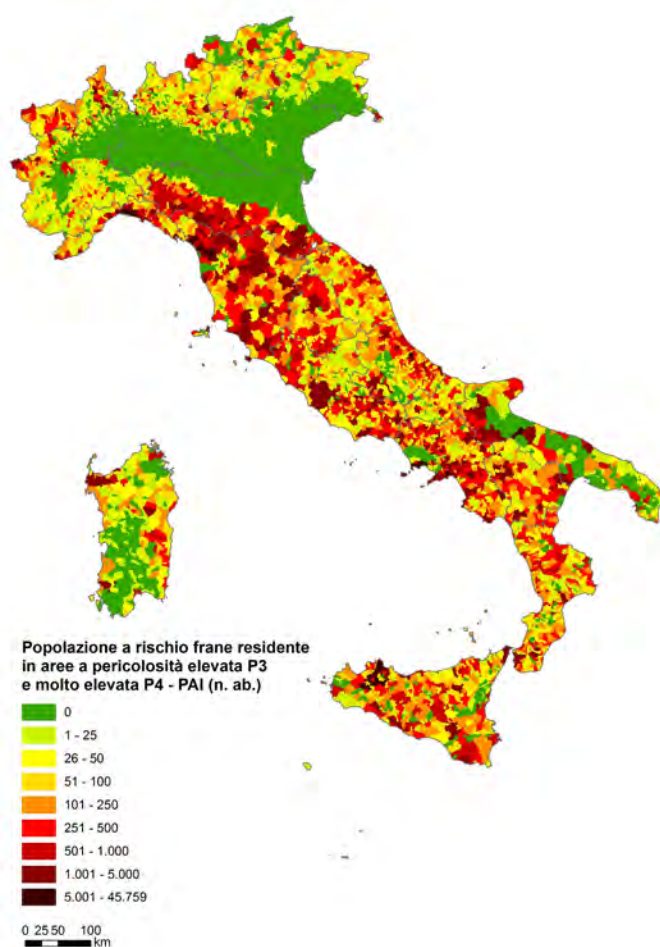 Popolazione a rischio frane residente
in aree a pericolosità elevata P3
e molto elevata P4 - PAI (n. ab.)
0
1 - 25
26 - 50
51 - 100
101 - 250
251 - 500
501 - 1.000
1.001 - 5.000
5.001 - 45.759
0 25 50 100
km